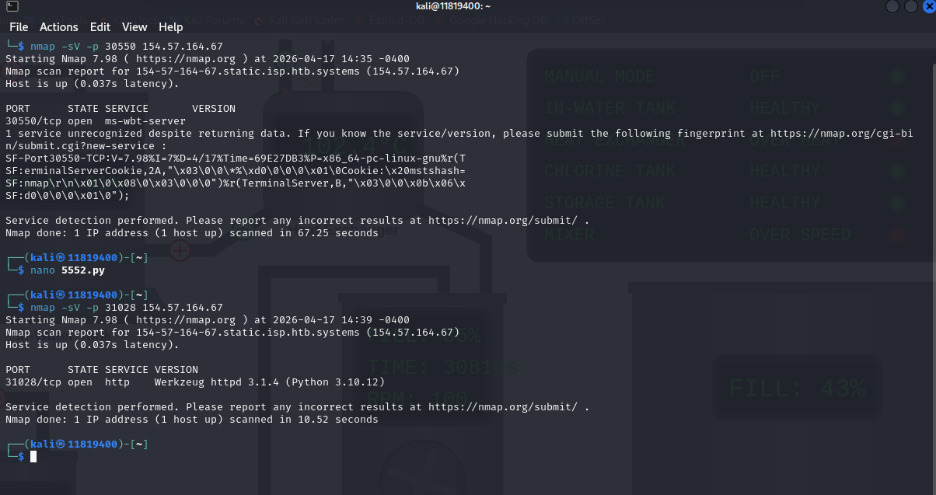 kali@11819400: ~
File Actions Edit View Help
└─$ nmap -sV -p 30550 154.57.164.67
Starting Nmap 7.98 ( https://nmap.org ) at 2026-04-17 14:35 -0400
Nmap scan report for 154-57-164-67.static.isp.htb.systems (154.57.164.67)
Host is up (0.037s latency).
PORT      STATE SERVICE       VERSION
30550/tcp open  ms-wbt-server
1 service unrecognized despite returning data. If you know the service/version, please submit the following fingerprint at https://nmap.org/cgi-bi
n/submit.cgi?new-service :
SF-Port30550-TCP:V=7.98%I=7%D=4/17%Time=69E27DB3%P=x86_64-pc-linux-gnu%r(T
SF:erminalServerCookie,2A,"\x03\0\0\*%\xd0\0\0\0\x01\0Cookie:\x20mstshash=
SF:nmap\r\n\x01\0\x08\0\x03\0\0\0")%r(TerminalServer,B,"\x03\0\0\x0b\x06\x
SF:d0\0\0\0\x01\0");
Service detection performed. Please report any incorrect results at https://nmap.org/submit/ .
Nmap done: 1 IP address (1 host up) scanned in 67.25 seconds
┌──(kali㉿11819400)-[~]
└─$ nano 5552.py
┌──(kali㉿11819400)-[~]
└─$ nmap -sV -p 31028 154.57.164.67
Starting Nmap 7.98 ( https://nmap.org ) at 2026-04-17 14:39 -0400
Nmap scan report for 154-57-164-67.static.isp.htb.systems (154.57.164.67)
Host is up (0.037s latency).
PORT      STATE SERVICE VERSION
31028/tcp open  http    Werkzeug httpd 3.1.4 (Python 3.10.12)
Service detection performed. Please report any incorrect results at https://nmap.org/submit/ .
Nmap done: 1 IP address (1 host up) scanned in 10.52 seconds
┌──(kali㉿11819400)-[~]
└─$
MANUAL MODE OFF
IN-WATER TANK HEALTHY
HEALTHY
CHLORINE TANK HEALTHY
STORAGE TANK HEALTHY
MIXER OVER SPEED
102.4°C
RPM: 100
FILL: 43%